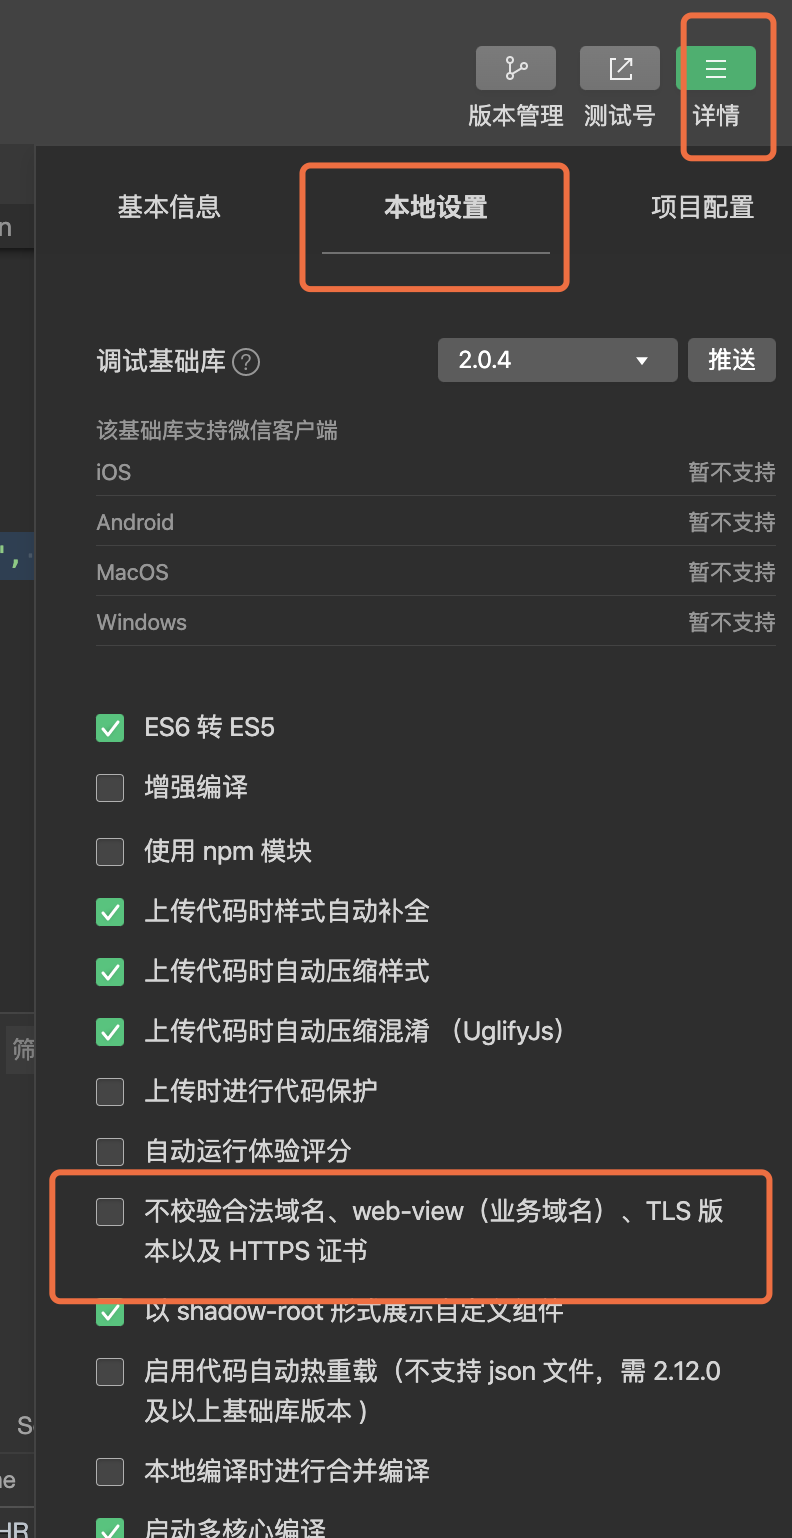 版本管理 测试号 详情
基本信息 本地设置 项目配置
n
调试基础库 ? 2.0.4 推送
该基础库支持微信客户端
iOS 暂不支持
Android 暂不支持
",
MacOS 暂不支持
Windows 暂不支持
ES6 转 ES5
增强编译
使用 npm 模块
上传代码时样式自动补全
上传代码时自动压缩样式
上传代码时自动压缩混淆 （UglifyJs）
筛
上传时进行代码保护
自动运行体验评分
不校验合法域名、web-view（业务域名）、TLS 版
本以及 HTTPS 证书
以 shadow-root 形式展示自定义组件
启用代码自动热重载（不支持 json 文件，需 2.12.0
及以上基础库版本 )
本地编译时进行合并编译
启动多核心编译